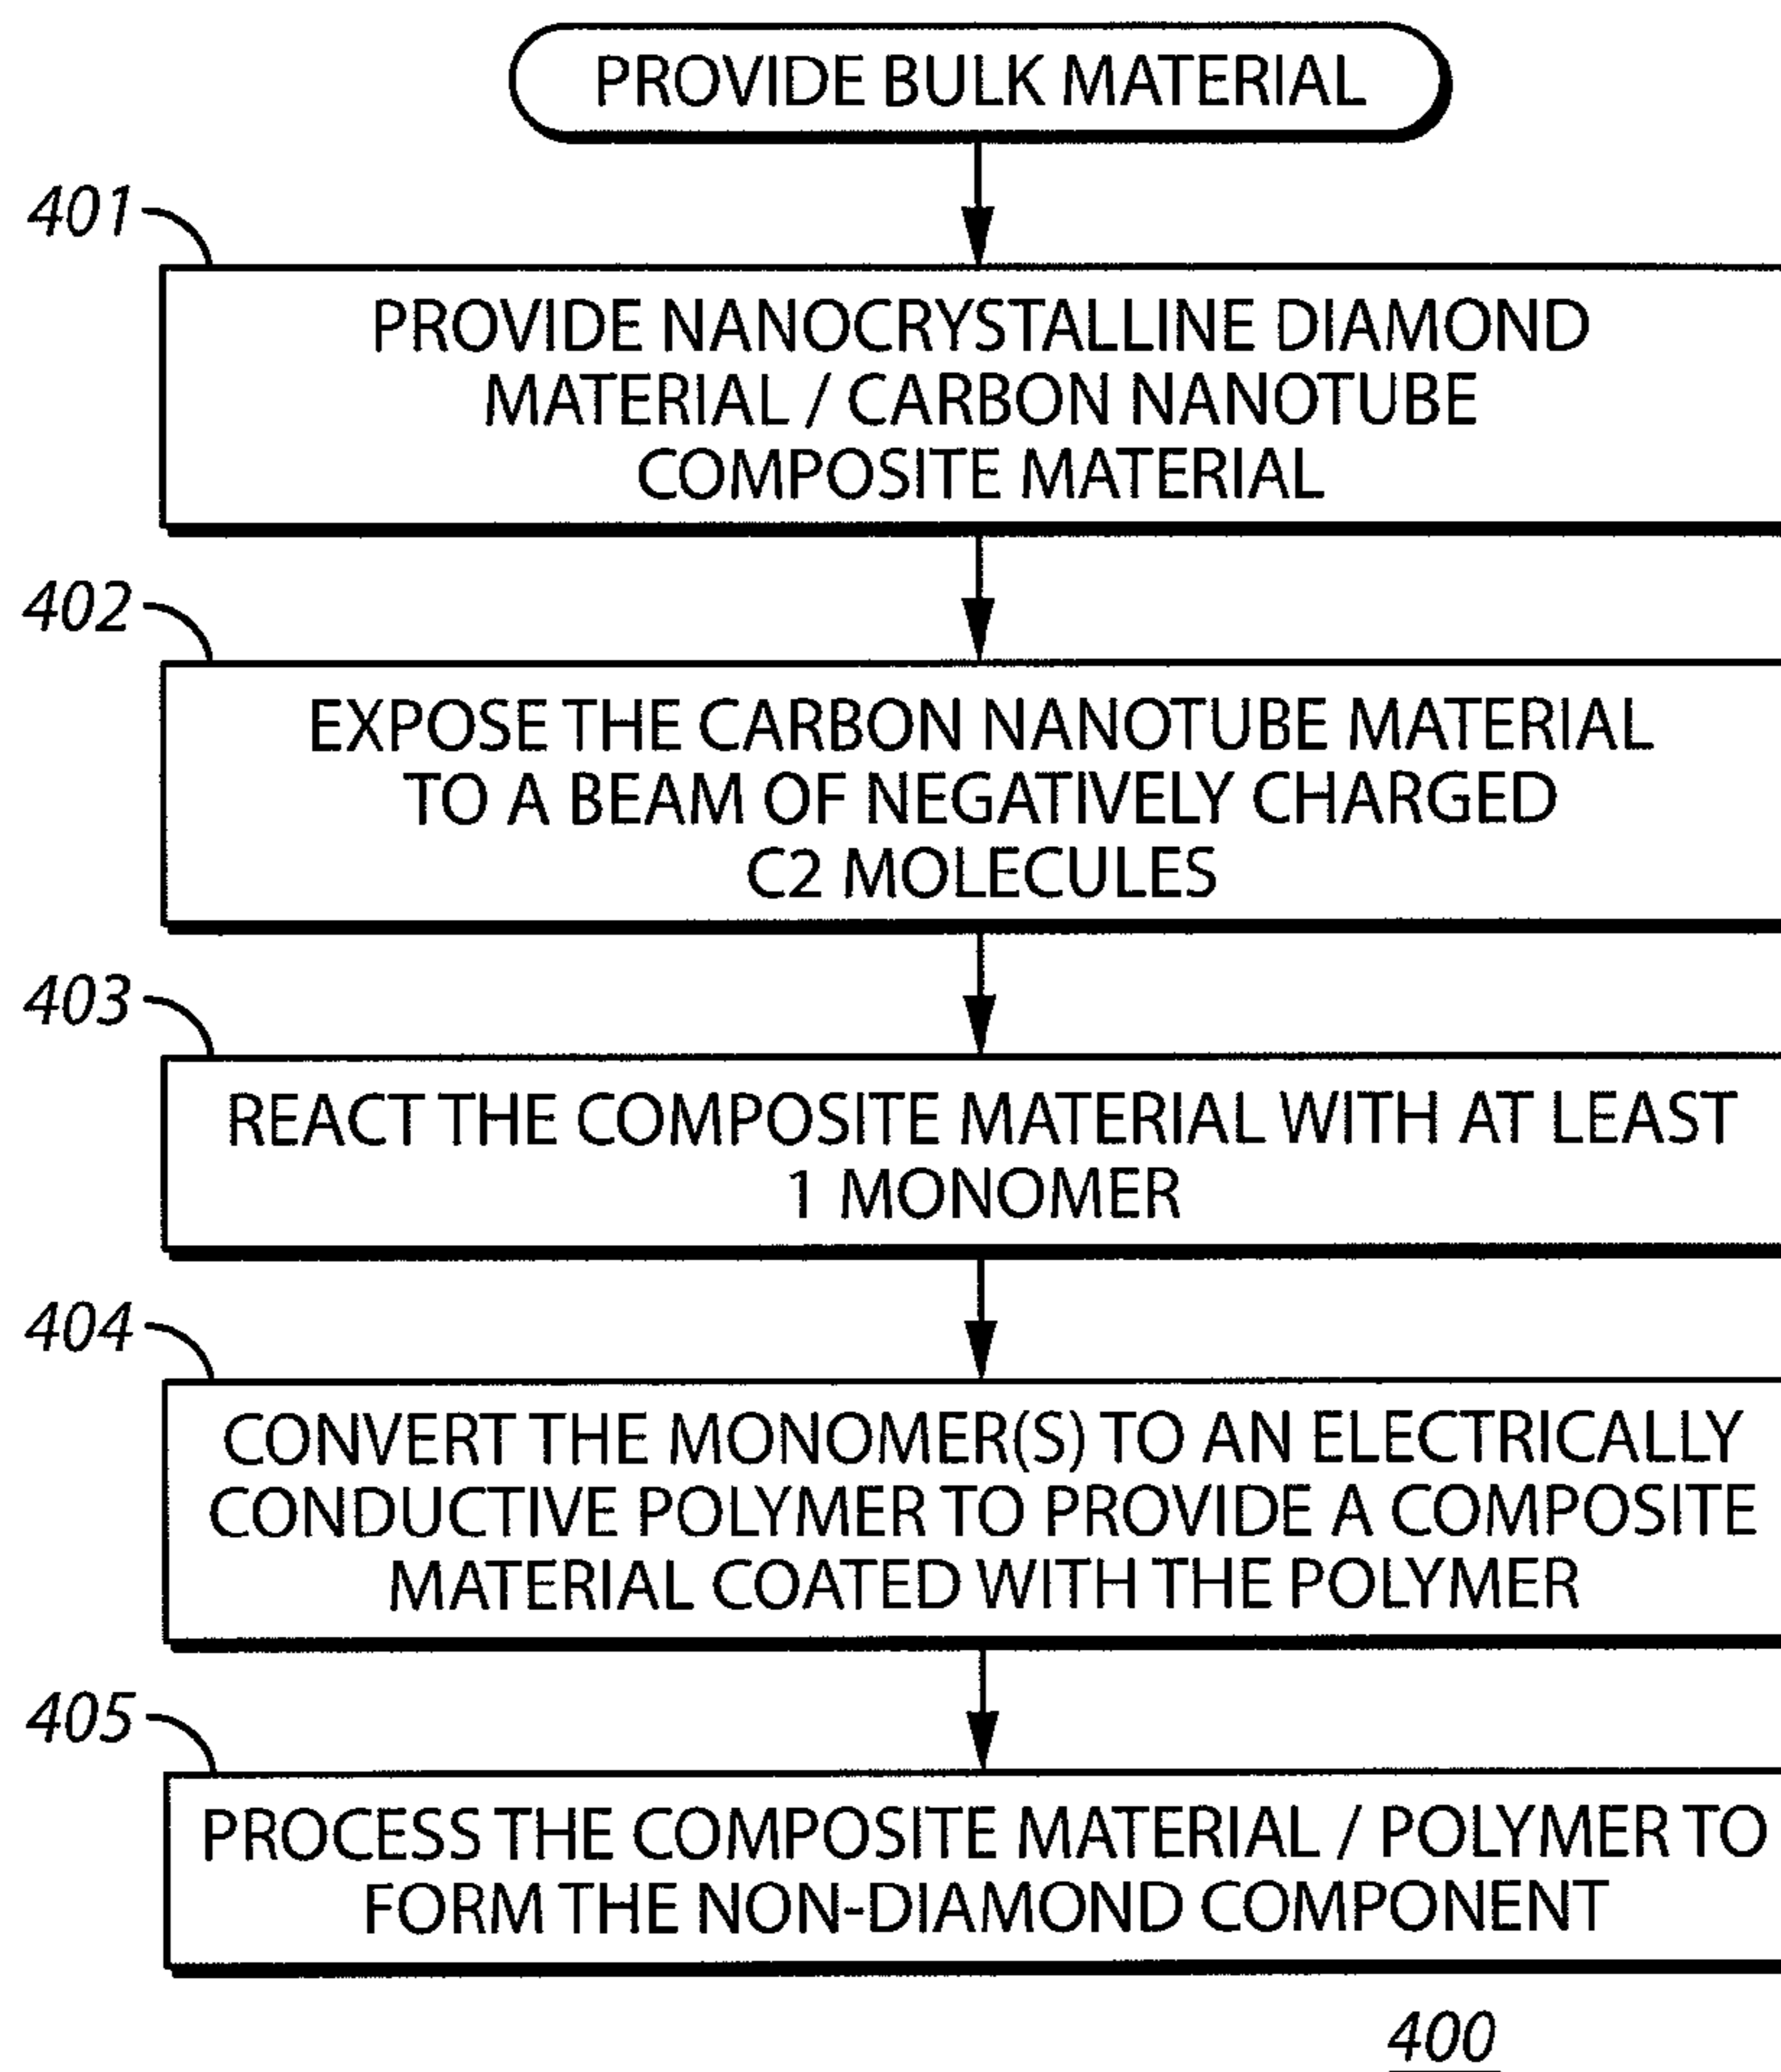 PROVIDE BULK MATERIAL
401
PROVIDE NANOCRYSTALLINE DIAMOND
MATERIAL / CARBON NANOTUBE
COMPOSITE MATERIAL
402
EXPOSE THE CARBON NANOTUBE MATERIAL
TO A BEAM OF NEGATIVELY CHARGED
C2 MOLECULES
403
REACT THE COMPOSITE MATERIAL WITH AT LEAST
1 MONOMER
404
CONVERT THE MONOMER(S) TO AN ELECTRICALLY
CONDUCTIVE POLYMER TO PROVIDE A COMPOSITE
MATERIAL COATED WITH THE POLYMER
405
PROCESS THE COMPOSITE MATERIAL / POLYMER TO
FORM THE NON-DIAMOND COMPONENT
400